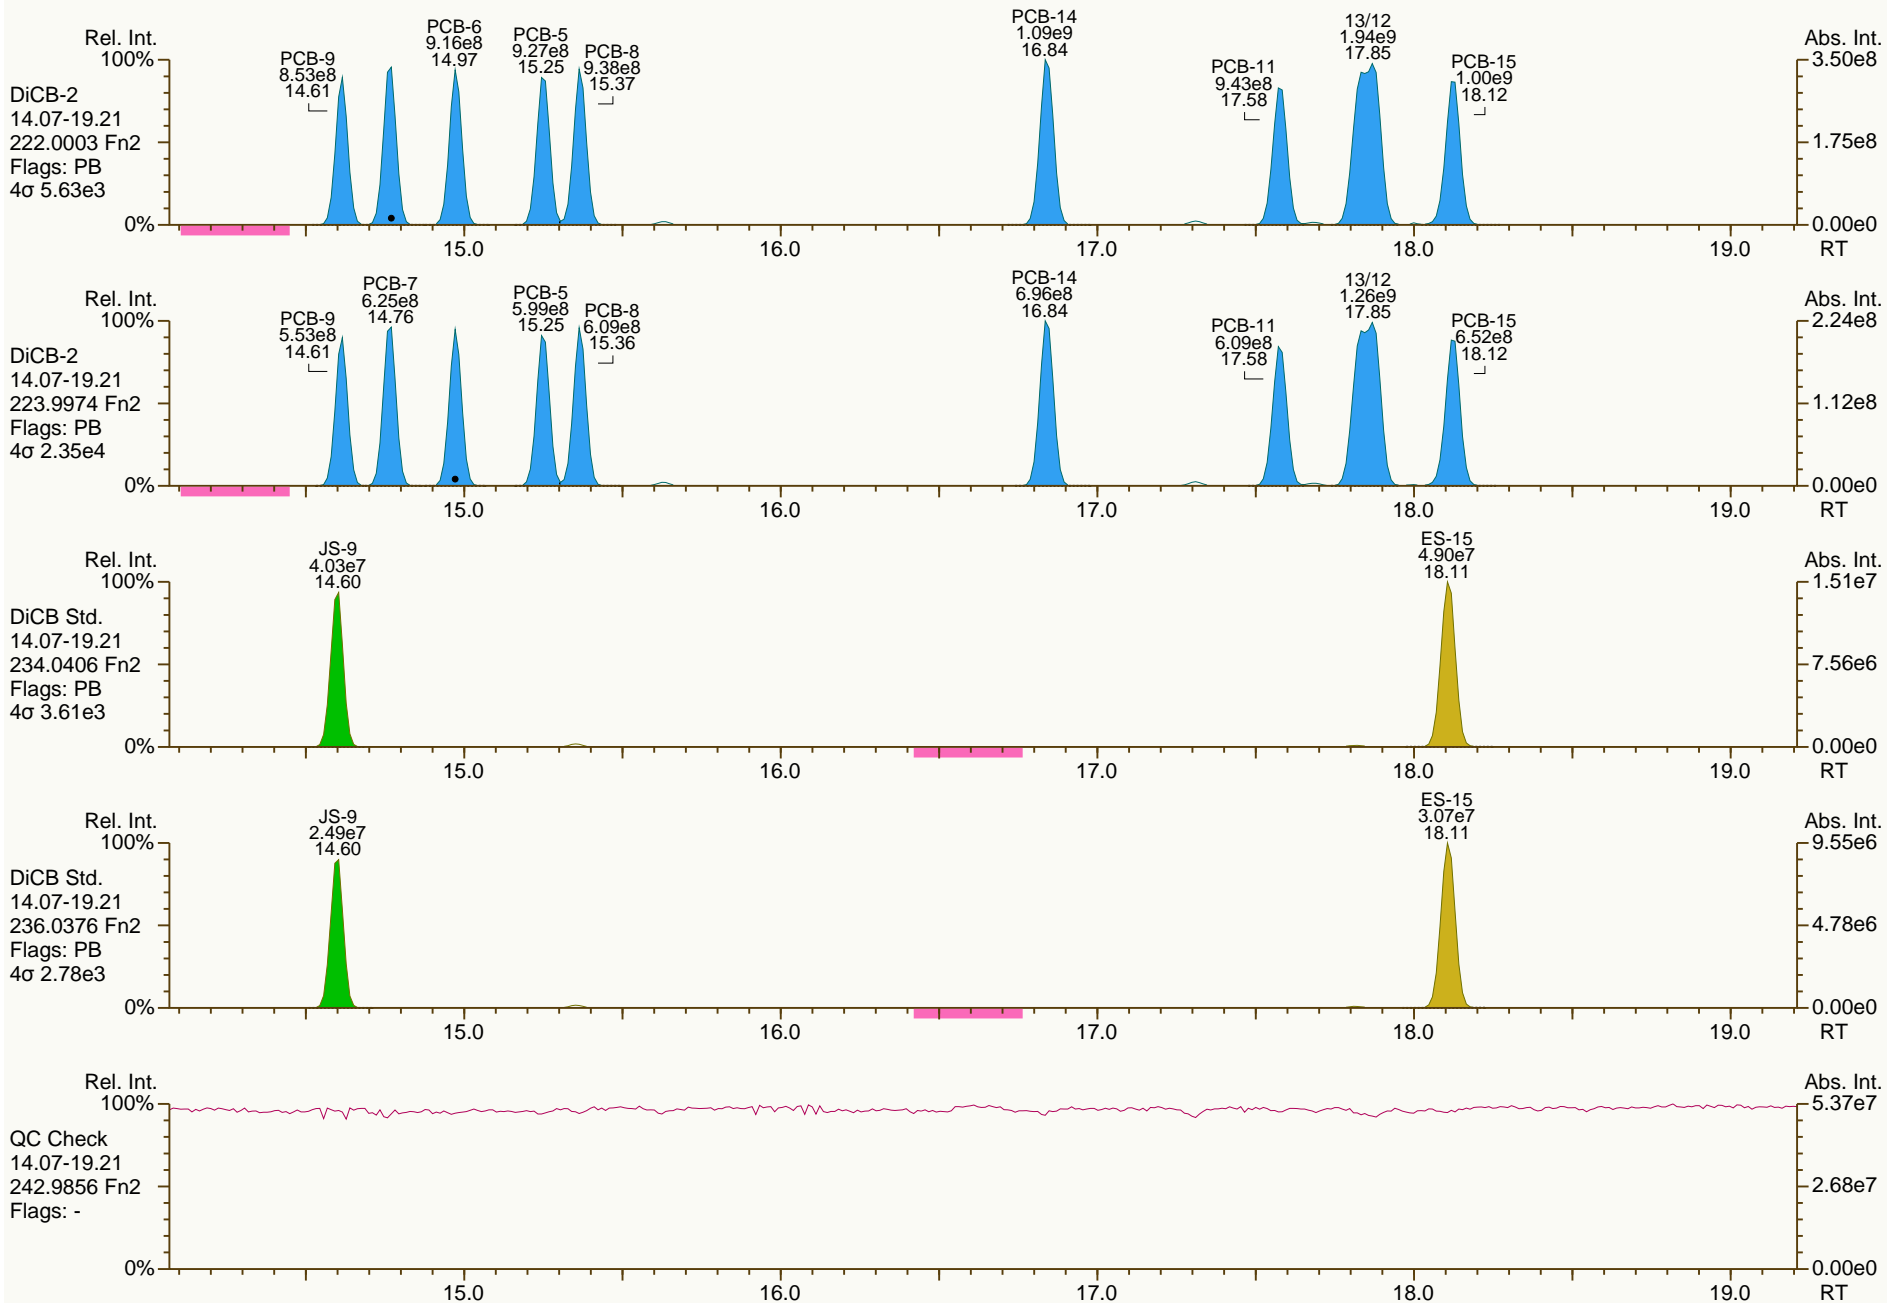 PCB-14
1.09e9
16.84
13/12
1.94e9
17.85
PCB-6
9.16e8
14.97
PCB-5
9.27e8
15.25
PCB-8
9.38e8
15.37
PCB-9
8.53e8
14.61
PCB-11
9.43e8
17.58
PCB-15
1.00e9
18.12
Rel. Int.
100%
0%
DiCB-2
14.07-19.21
222.0003 Fn2
Flags: PB
4σ 5.63e3
Abs. Int.
3.50e8
1.75e8
0.00e0
15.0 16.0 17.0 18.0 19.0 RT
PCB-9
5.53e8
14.61
PCB-7
6.25e8
14.76
PCB-5
5.99e8
15.25
PCB-8
6.09e8
15.36
PCB-14
6.96e8
16.84
PCB-11
6.09e8
17.58
13/12
1.26e9
17.85
PCB-15
6.52e8
18.12
Rel. Int.
100%
0%
DiCB-2
14.07-19.21
223.9974 Fn2
Flags: PB
4σ 2.35e4
Abs. Int.
2.24e8
1.12e8
0.00e0
15.0 16.0 17.0 18.0 19.0 RT
JS-9
4.03e7
14.60
ES-15
4.90e7
18.11
Rel. Int.
100%
0%
DiCB Std.
14.07-19.21
234.0406 Fn2
Flags: PB
4σ 3.61e3
Abs. Int.
1.51e7
7.56e6
0.00e0
15.0 16.0 17.0 18.0 19.0 RT
JS-9
2.49e7
14.60
ES-15
3.07e7
18.11
Rel. Int.
100%
0%
DiCB Std.
14.07-19.21
236.0376 Fn2
Flags: PB
4σ 2.78e3
Abs. Int.
9.55e6
4.78e6
0.00e0
15.0 16.0 17.0 18.0 19.0 RT
Rel. Int.
100%
0%
QC Check
14.07-19.21
242.9856 Fn2
Flags: -
Abs. Int.
5.37e7
2.68e7
0.00e0
15.0 16.0 17.0 18.0 19.0 RT